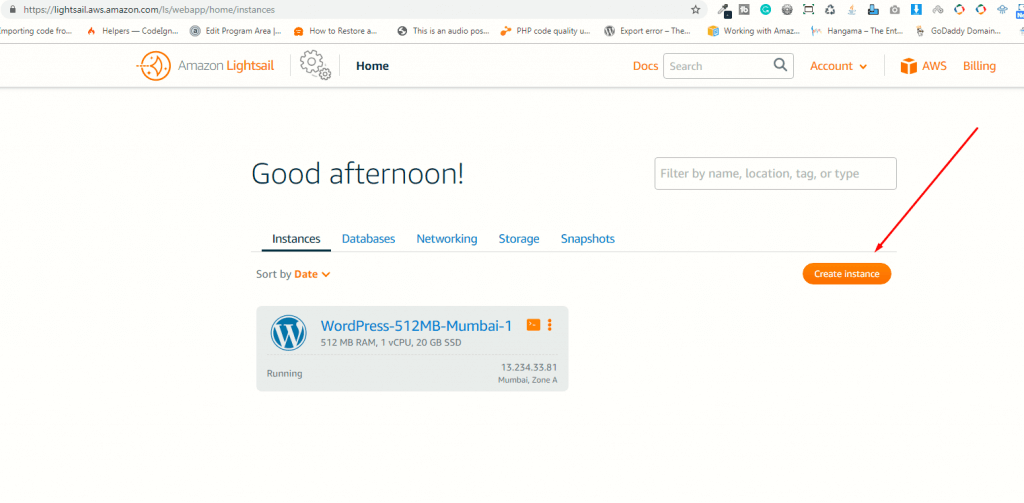 https://lightsail.aws.amazon.com/ls/webapp/home/instances
mporting code fro... Helpers — CodeIgn... Edit Program Area |... How to Restore a... This is an audio pos... PHP code quality u... Export error – The... Working with Amaz... Hangama – The Ent... GoDaddy Domain...
Amazon Lightsail Home Docs Search Account AWS Billing
Good afternoon!
Filter by name, location, tag, or type
Instances Databases Networking Storage Snapshots
Sort by Date
Create instance
WordPress-512MB-Mumbai-1
512 MB RAM, 1 vCPU, 20 GB SSD
Running
13.234.33.81
Mumbai, Zone A